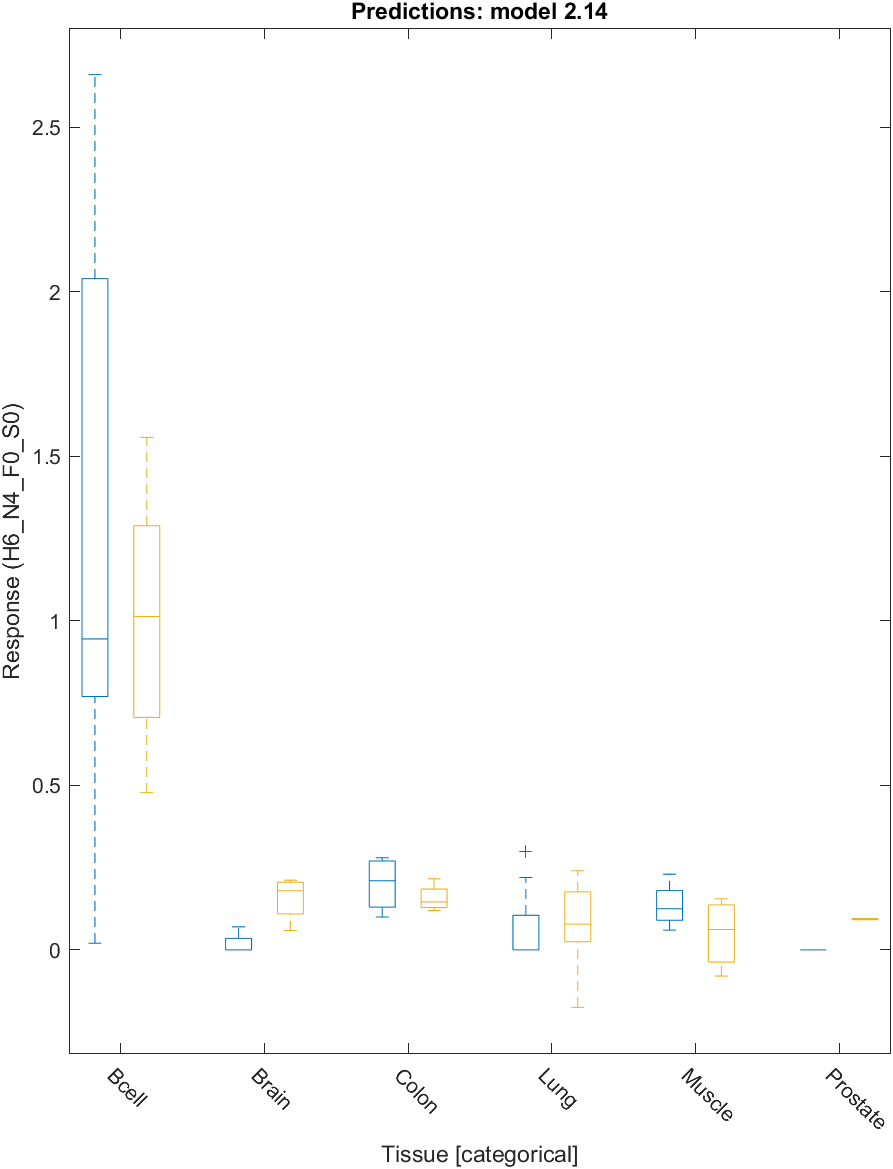 Predictions: model 2.14
2.5
2
1.5
1
0.5
0
Response (H6_N4_F0_S0)
Bcell
Brain
Colon
Lung
Muscle
Prostate
Tissue [categorical]